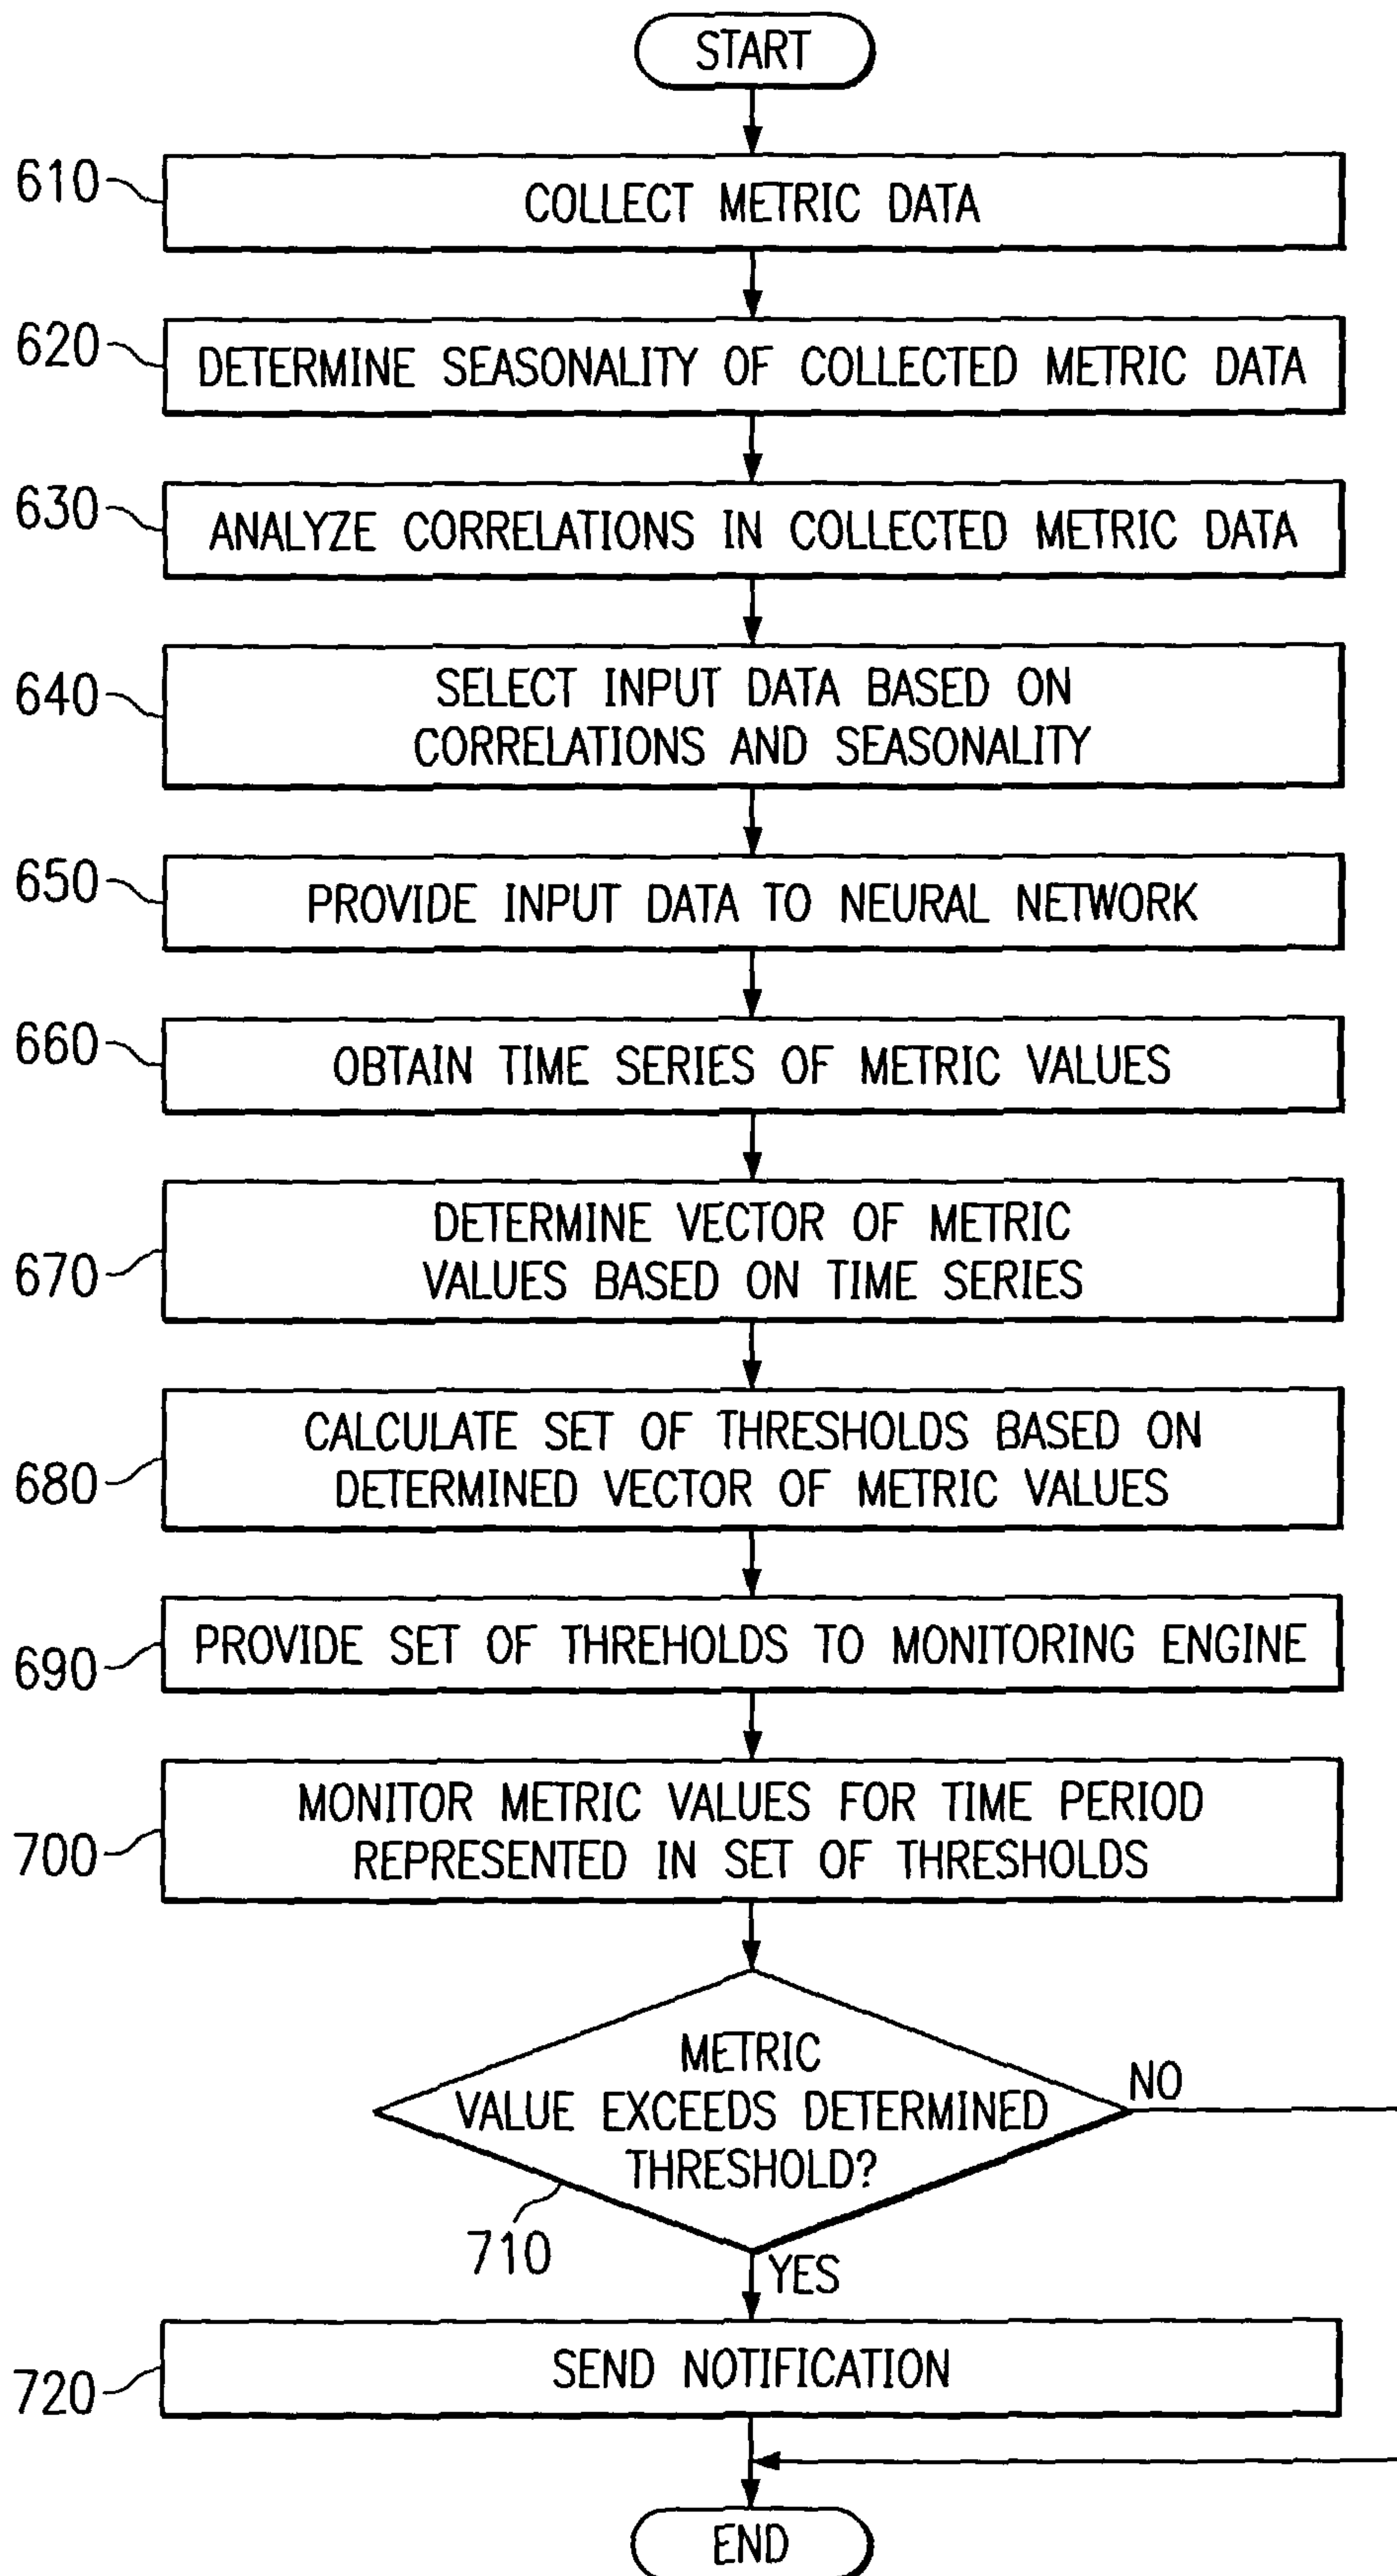 START
610
COLLECT METRIC DATA
620
DETERMINE SEASONALITY OF COLLECTED METRIC DATA
630
ANALYZE CORRELATIONS IN COLLECTED METRIC DATA
640
SELECT INPUT DATA BASED ON
CORRELATIONS AND SEASONALITY
650
PROVIDE INPUT DATA TO NEURAL NETWORK
660
OBTAIN TIME SERIES OF METRIC VALUES
670
DETERMINE VECTOR OF METRIC
VALUES BASED ON TIME SERIES
680
CALCULATE SET OF THRESHOLDS BASED ON
DETERMINED VECTOR OF METRIC VALUES
690
PROVIDE SET OF THREHOLDS TO MONITORING ENGINE
700
MONITOR METRIC VALUES FOR TIME PERIOD
REPRESENTED IN SET OF THRESHOLDS
METRIC
VALUE EXCEEDS DETERMINED
THRESHOLD?
NO
710
YES
720
SEND NOTIFICATION
END